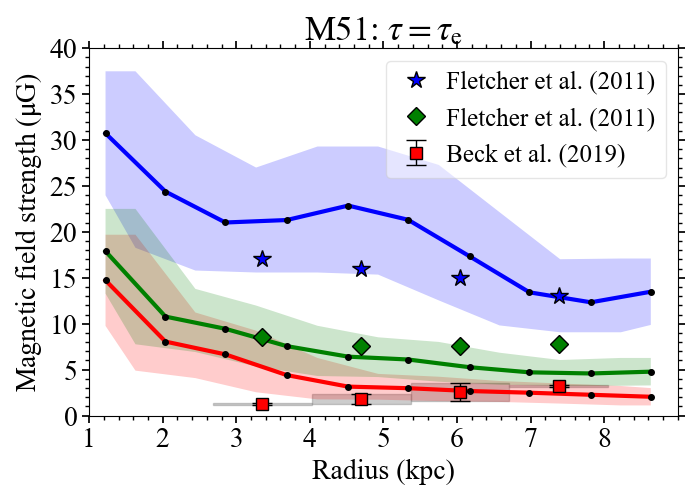 M51: τ = τe
Magnetic field strength (μG)
40
35
30
25
20
15
10
5
0
Fletcher et al. (2011)
Fletcher et al. (2011)
Beck et al. (2019)
1 2 3 4 5 6 7 8
Radius (kpc)